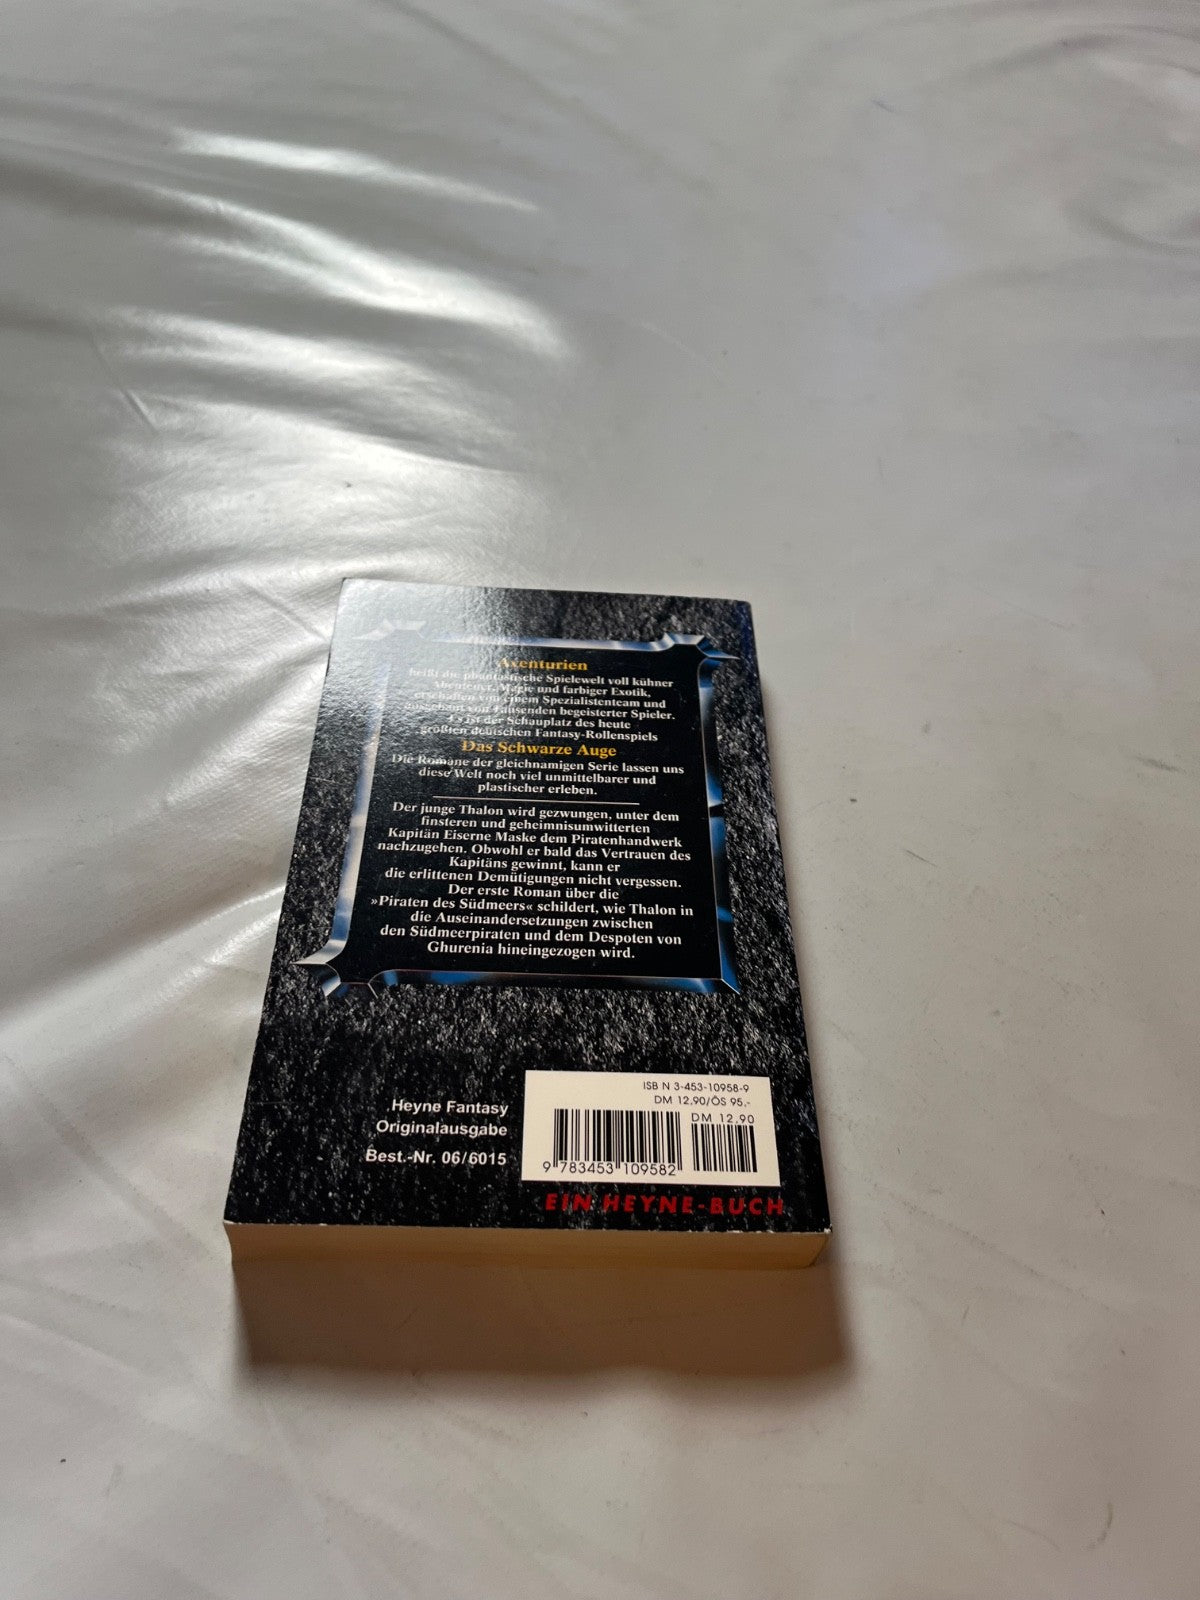 Aventurien
heißt die phantastische Spielewelt voll kühner
Abenteuer, Magie und farbiger Exotik,
erschaffen von einem Spezialistenteam und
ausgebaut von Tausenden begeisterter Spieler.
Es ist der Schauplatz des heute
größten deutschen Fantasy-Rollenspiels
Das Schwarze Auge
Die Romane der gleichnamigen Serie lassen uns
diese Welt noch viel unmittelbarer und
plastischer erleben.
Der junge Thalon wird gezwungen, unter dem
finsteren und geheimnisumwitterten
Kapitän Eiserne Maske dem Piratenhandwerk
nachzugehen. Obwohl er bald das Vertrauen des
Kapitäns gewinnt, kann er
die erlittenen Demütigungen nicht vergessen.
Der erste Roman über die
»Piraten des Südmeers« schildert, wie Thalon in
die Auseinandersetzungen zwischen
den Südmeerpiraten und dem Despoten von
Ghurenia hineingezogen wird.
Heyne Fantasy
Originalausgabe
Best.-Nr. 06/6015
ISBN 3-453-10958-9
DM 12,90/ÖS 95,-
DM 12.90
9 783453 109582
EIN HEYNE-BUCH